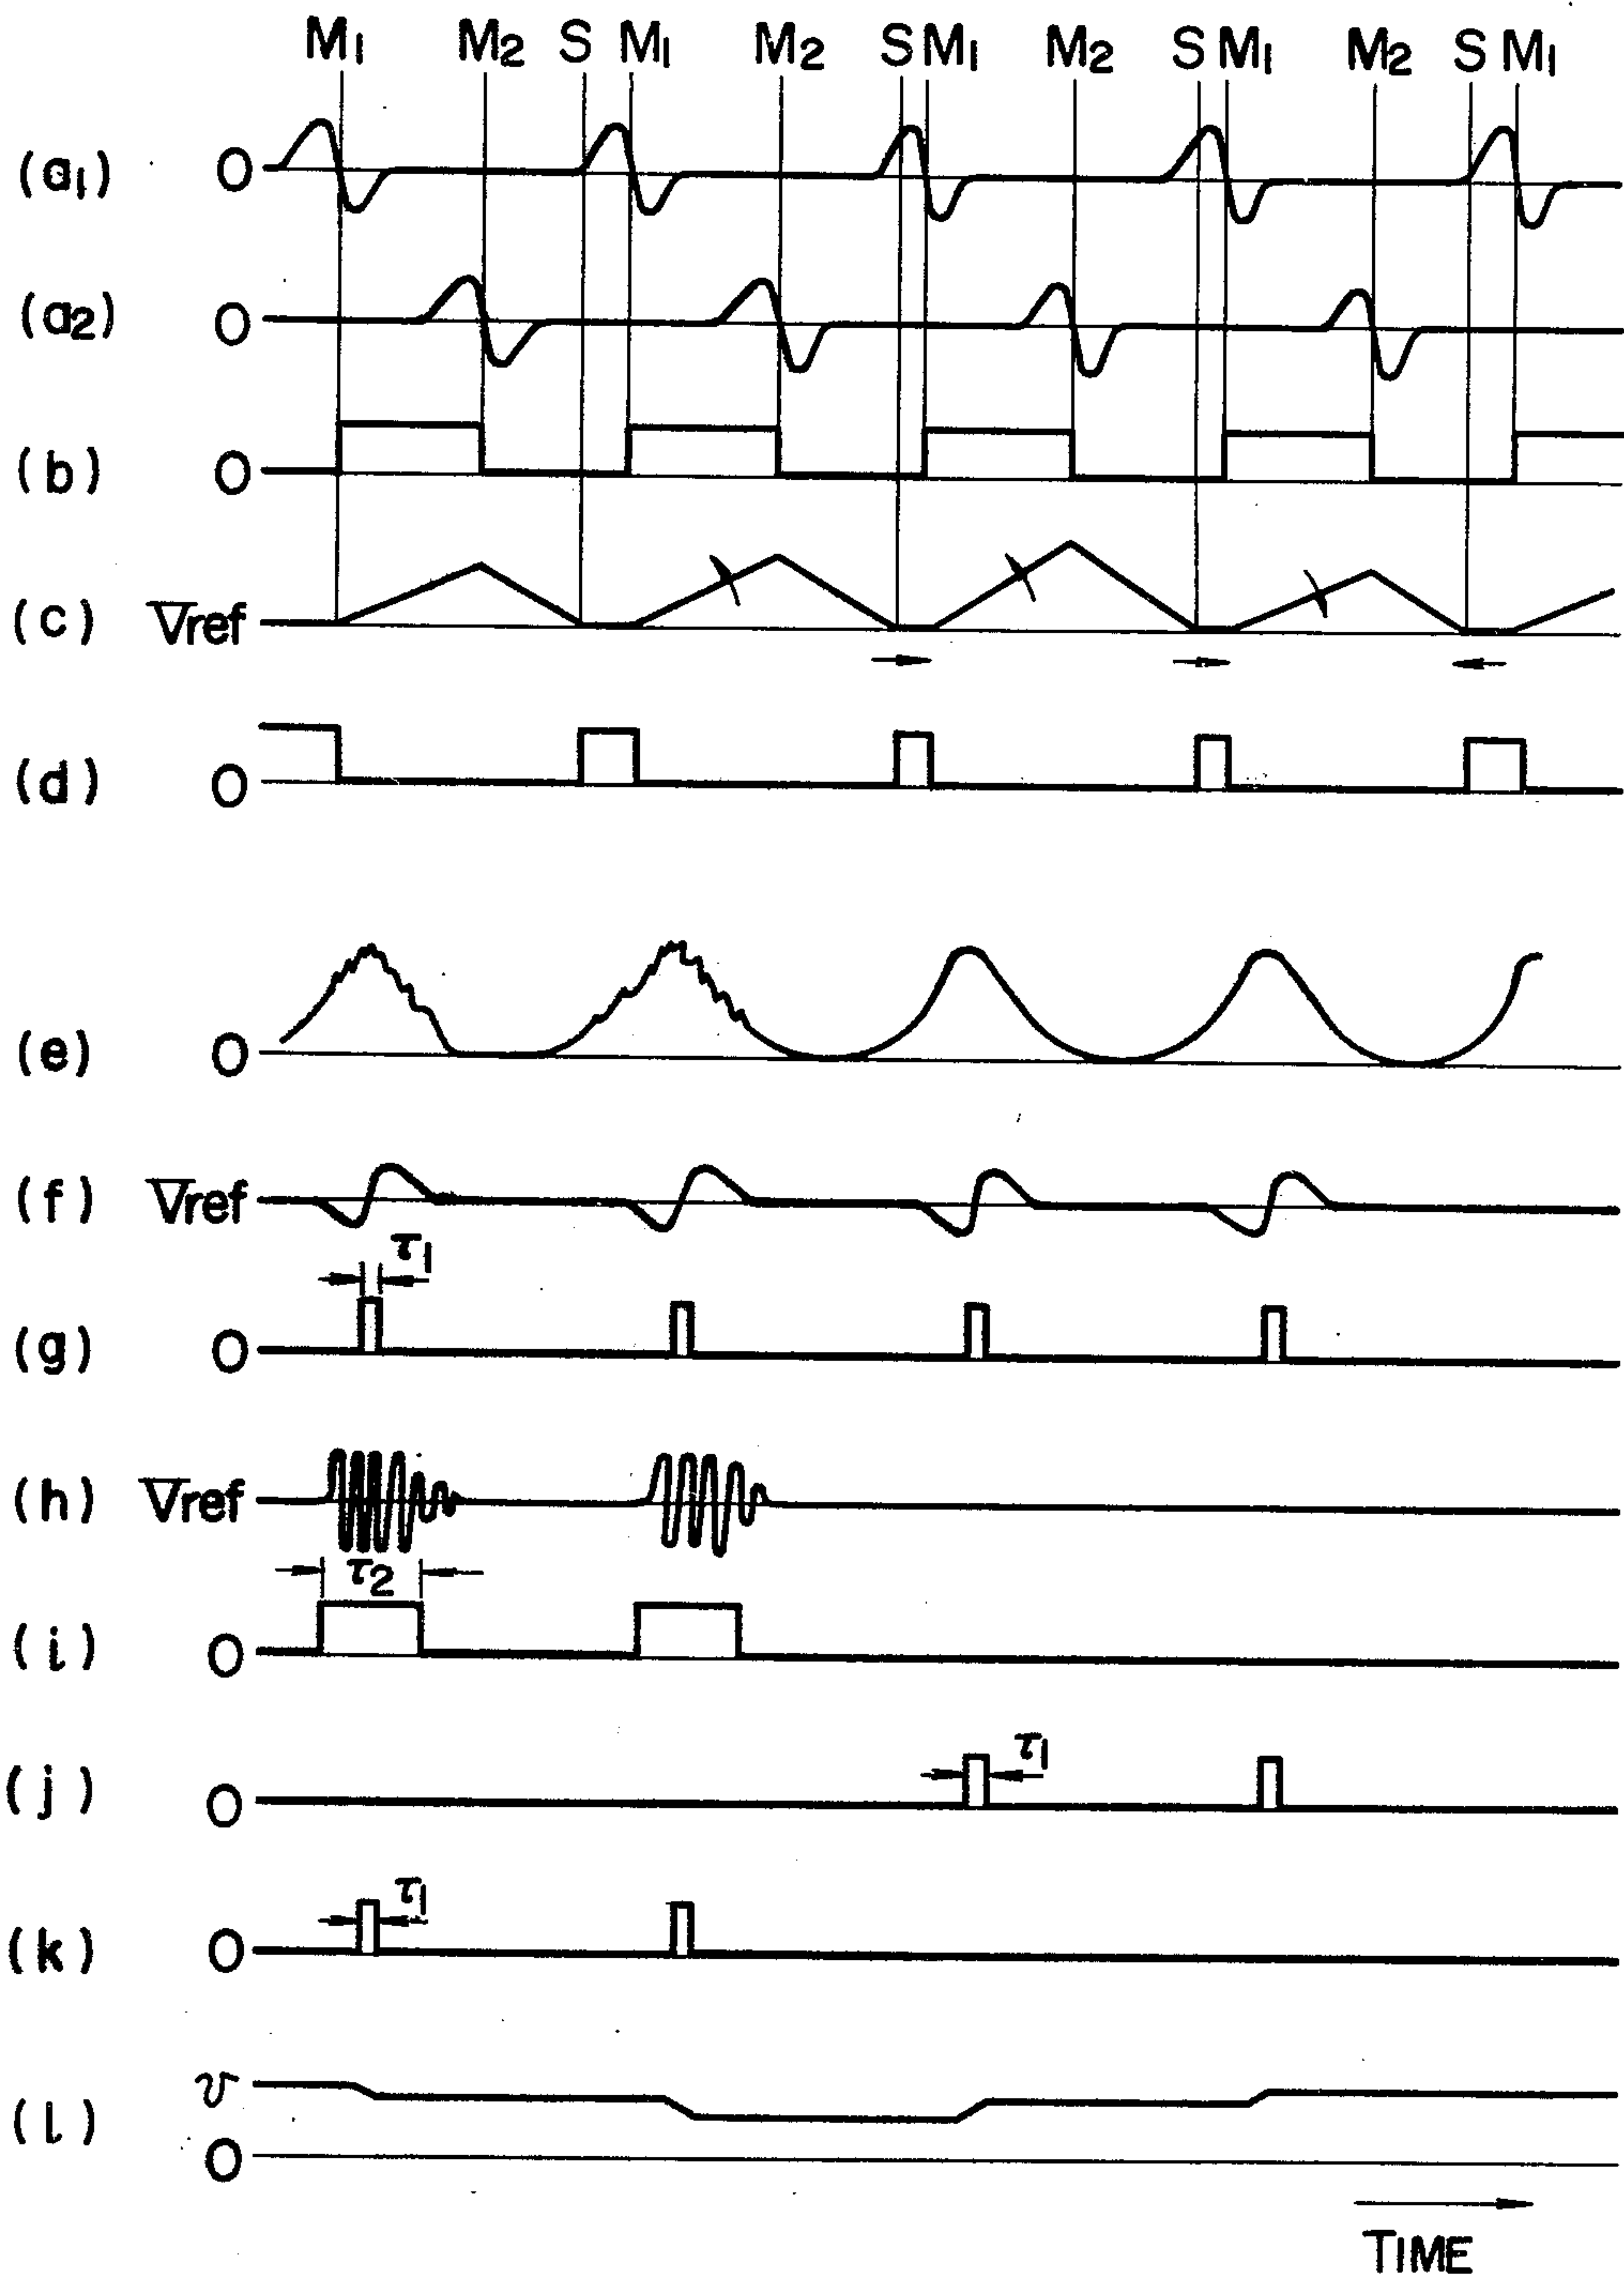 M1 M2 S M1 M2 S M1 M2 S M1 M2 S M1
(a1) 0
(a2) 0
(b) 0
(c) Vref
(d) 0
(e) 0
(f) Vref
τ1
(g) 0
(h) Vref
τ2
(i) 0
τ1
(j) 0
τ1
(k) 0
v
(l)
0
TIME